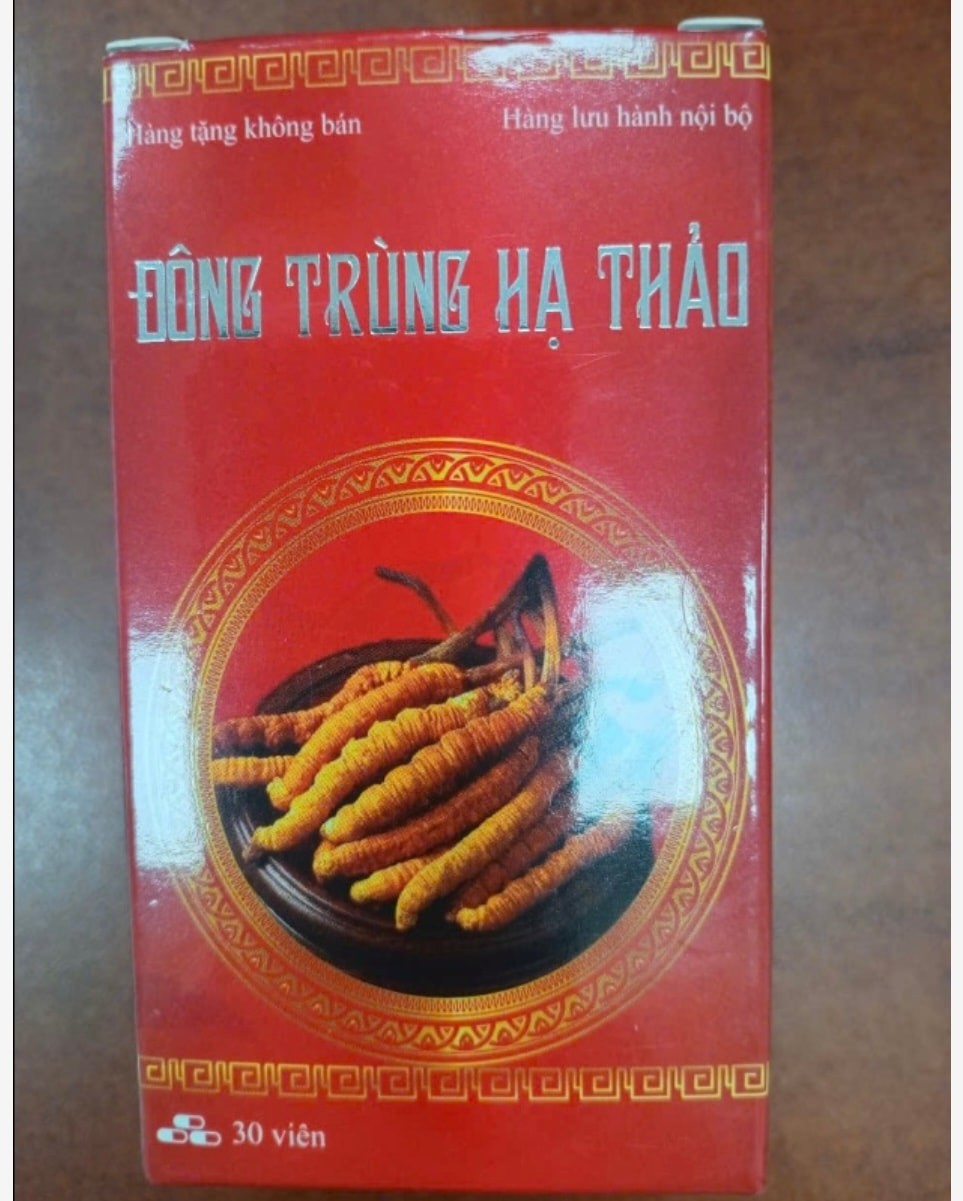 Hàng tặng không bán
Hàng lưu hành nội bộ
ĐÔNG TRÙNG HẠ THẢO
30 viên